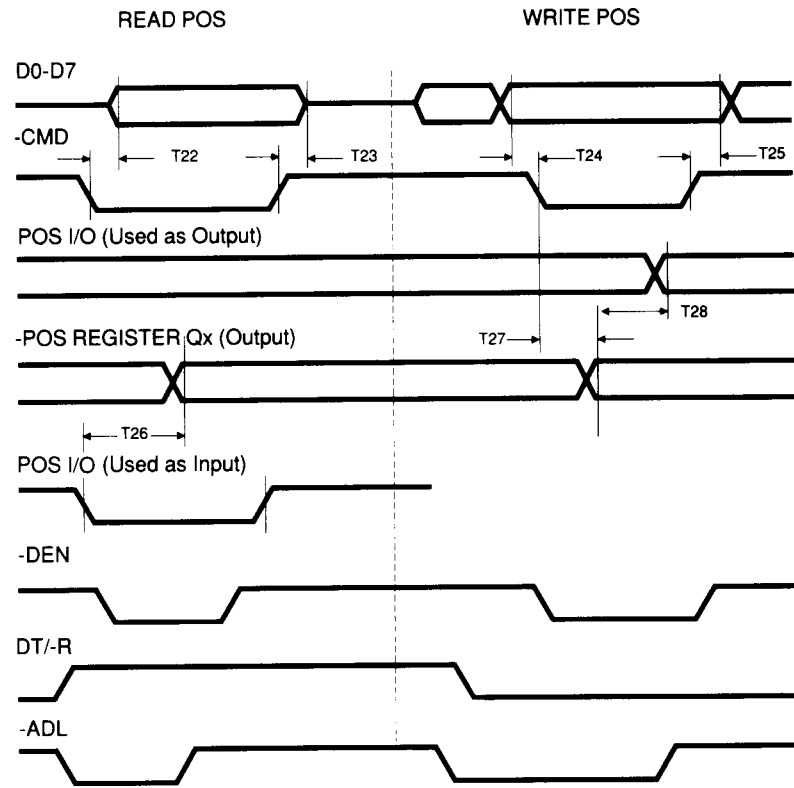 READ POS
WRITE POS
D0-D7
-CMD
T22
T23
T24
T25
POS I/O (Used as Output)
T28
-POS REGISTER Qx (Output)
T27
T26
POS I/O (Used as Input)
-DEN
DT/-R
-ADL